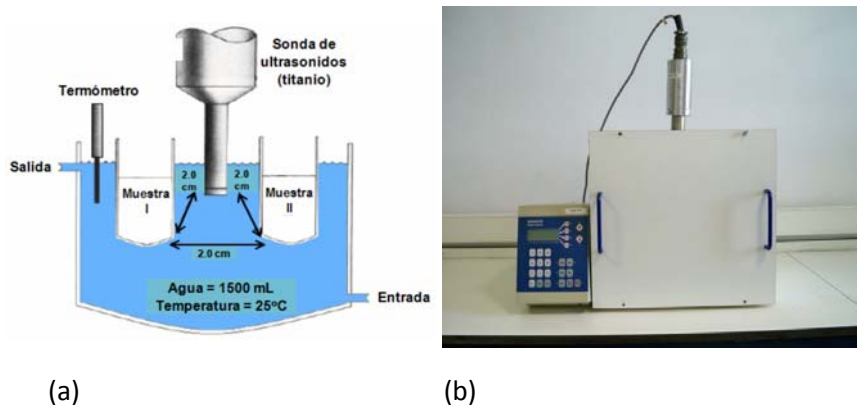 Sonda de
ultrasonidos
(titanio)
Termómetro
Salida
2.0
cm
2.0
cm
Muestra
I
Muestra
II
2.0 cm
Agua = 1500 mL
Temperatura = 25ºC
Entrada
(a)
(b)